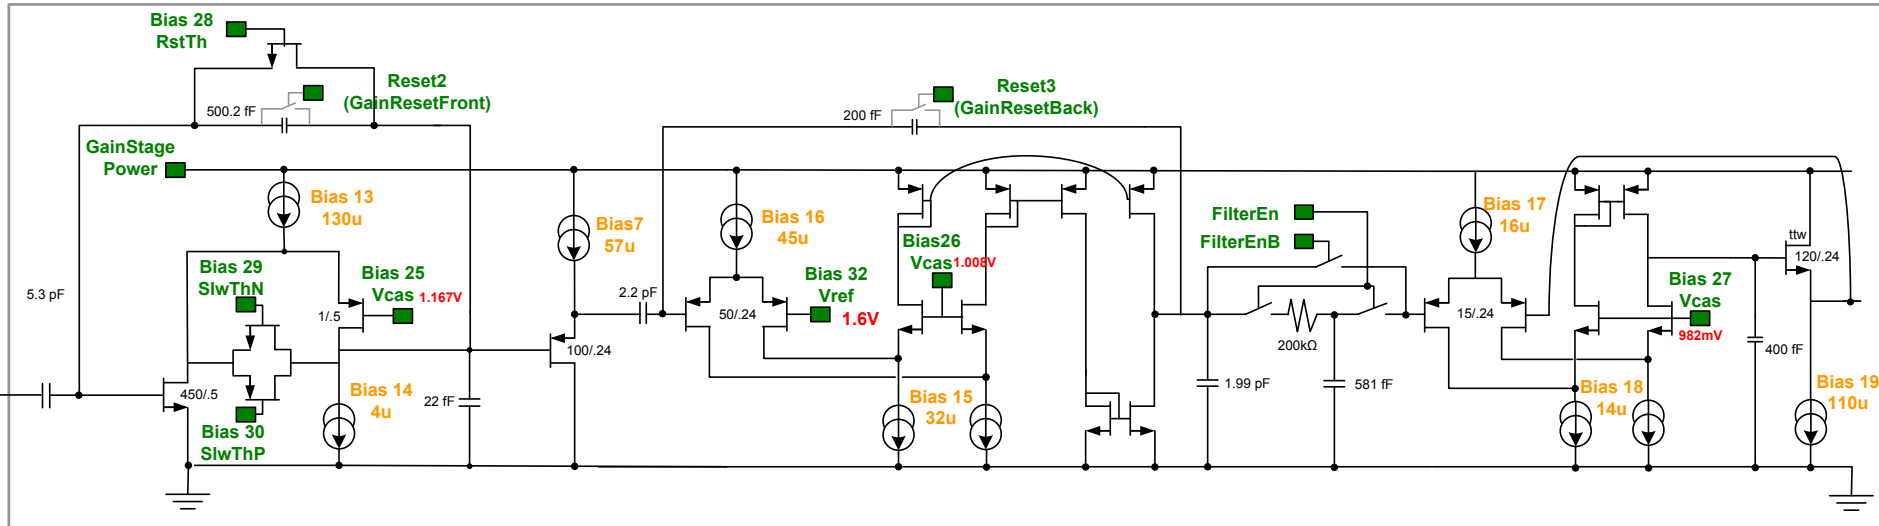 Bias 28
RstTh
Reset2
(GainResetFront)
500.2 fF
Reset3
(GainResetBack)
200 fF
GainStage
Power
Bias 13
130u
Bias7
57u
Bias 16
45u
Bias 17
16u
FilterEn
FilterEnB
ttw
120/.24
Bias 29
SlwThN
Bias 25
Vcas 1.167V
Bias26
Vcas 1.008V
Bias 32
Vref
1.6V
Bias 27
Vcas
982mV
5.3 pF
2.2 pF
1/.5
50/.24
15/.24
100/.24
200kΩ
400 fF
450/.5
Bias 14
4u
22 fF
1.99 pF
581 fF
Bias 15
32u
Bias 18
14u
Bias 19
110u
Bias 30
SlwThP